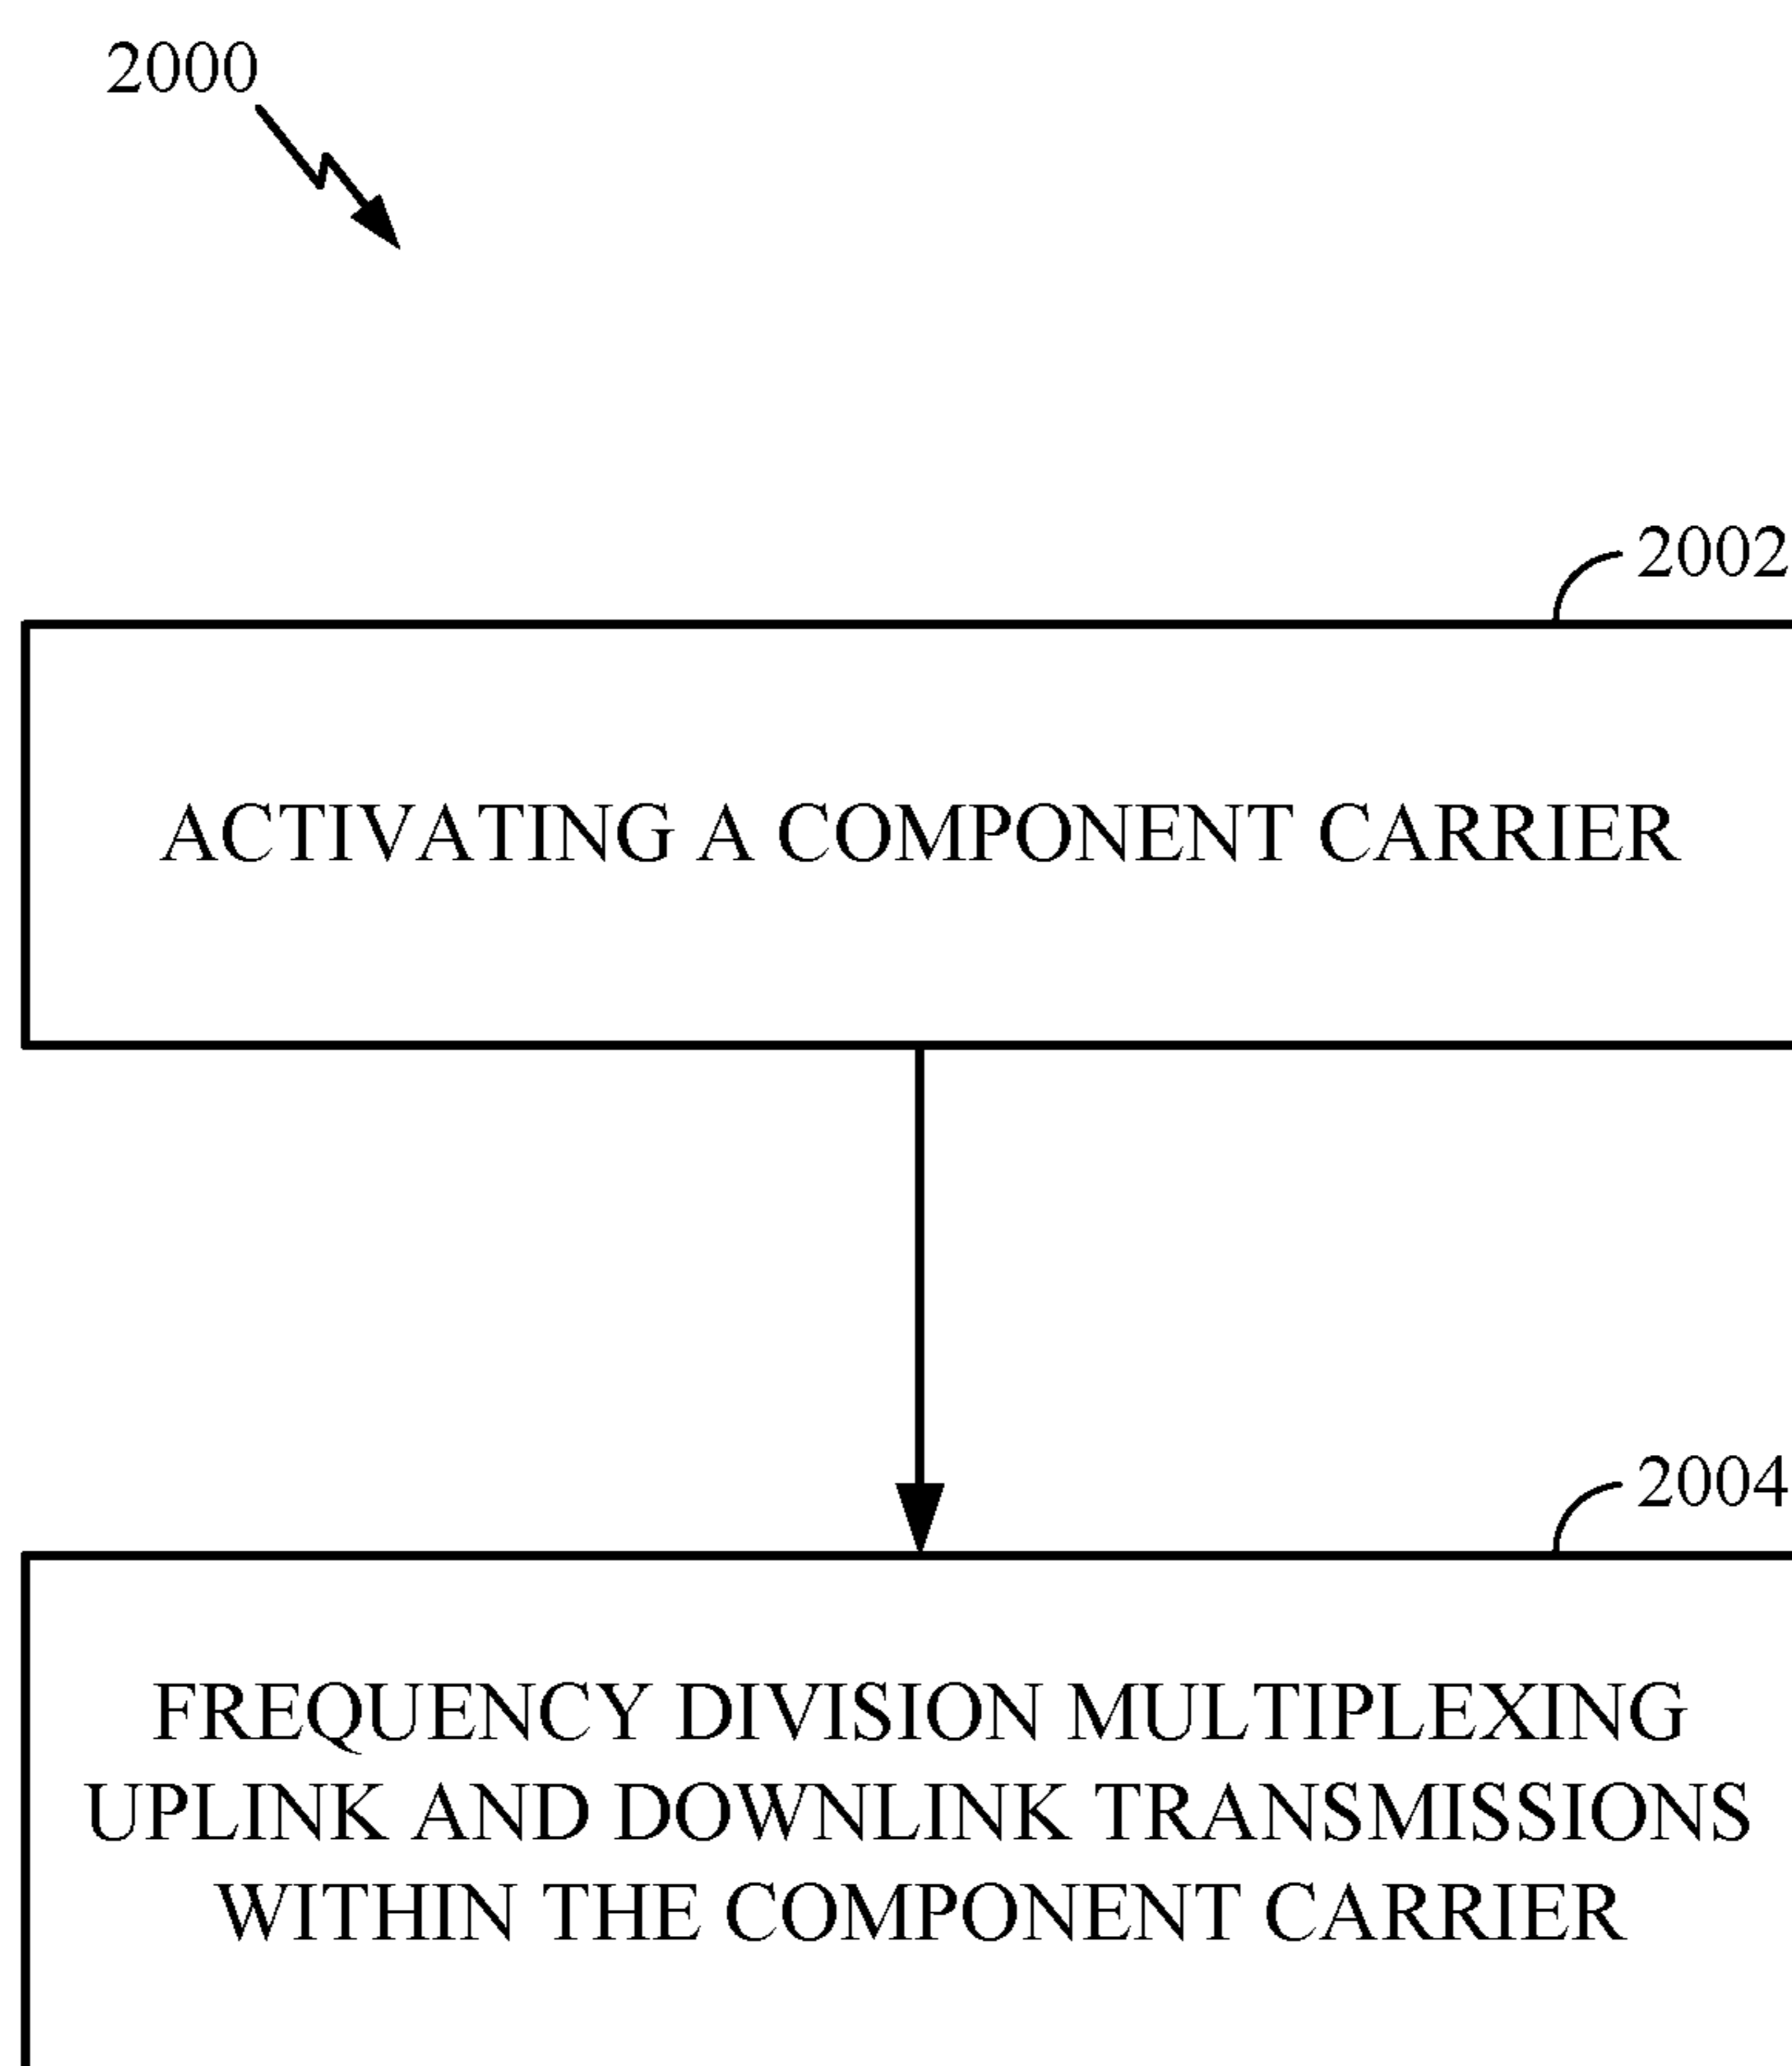 2000
2002
ACTIVATING A COMPONENT CARRIER
2004
FREQUENCY DIVISION MULTIPLEXING
UPLINK AND DOWNLINK TRANSMISSIONS
WITHIN THE COMPONENT CARRIER